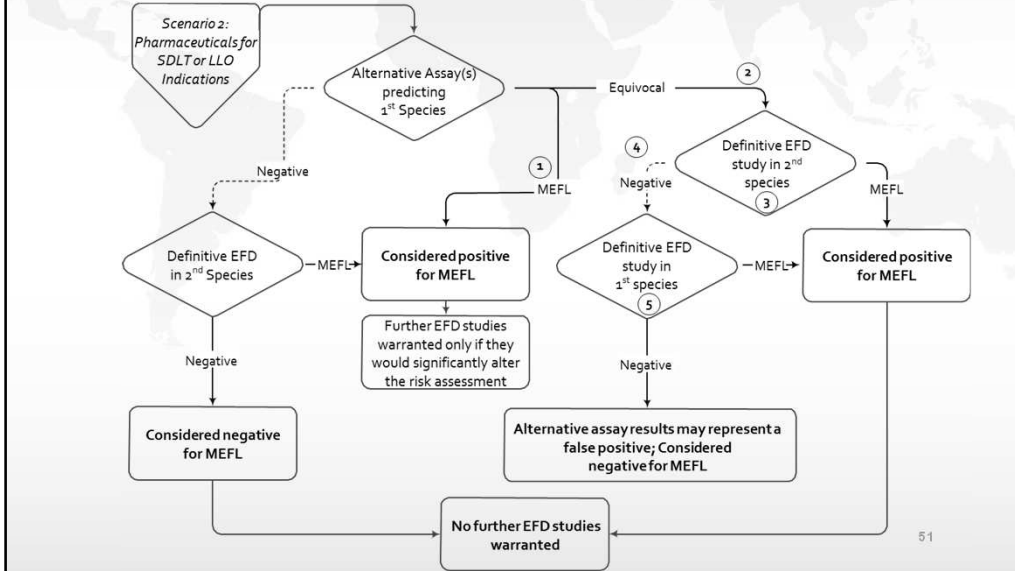 Scenario 2:
Pharmaceuticals for
SDLT or LLO
Indications
Alternative Assay(s)
predicting
1st Species
Equivocal
2
Negative
1
MEFL
4
Negative
Definitive EFD
study in 2nd
species
3
MEFL
Definitive EFD
in 2nd Species
MEFL
Considered positive
for MEFL
Definitive EFD
study in
1st species
5
MEFL
Considered positive
for MEFL
Further EFD studies
warranted only if they
would significantly alter
the risk assessment
Negative
Negative
Considered negative
for MEFL
Alternative assay results may represent a
false positive; Considered
negative for MEFL
No further EFD studies
warranted
51